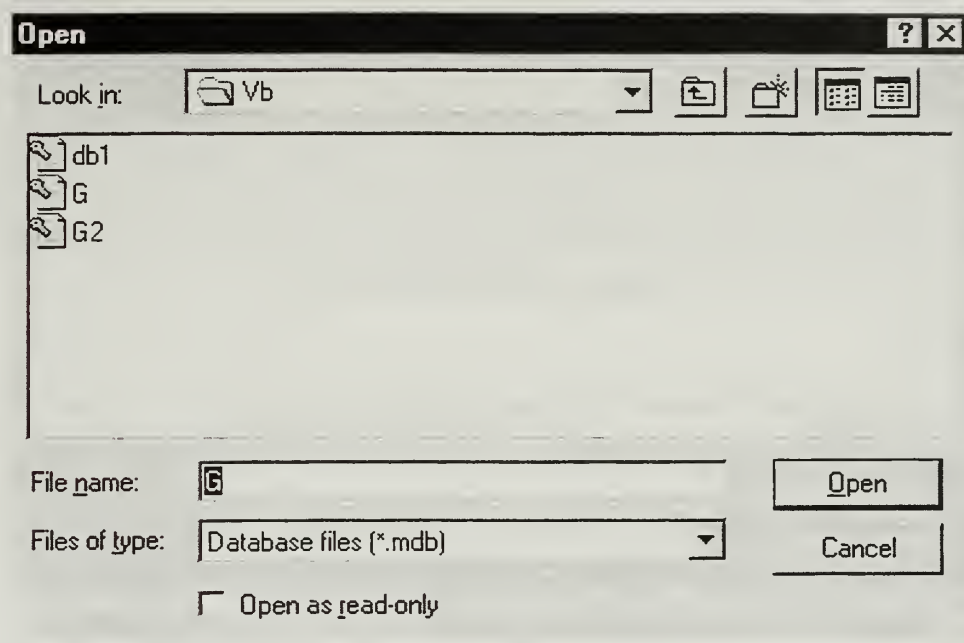 Open
Look in: Vb
db1
G
G2
File name: G Open
Files of type: Database files (*.mdb) Cancel
Open as read-only